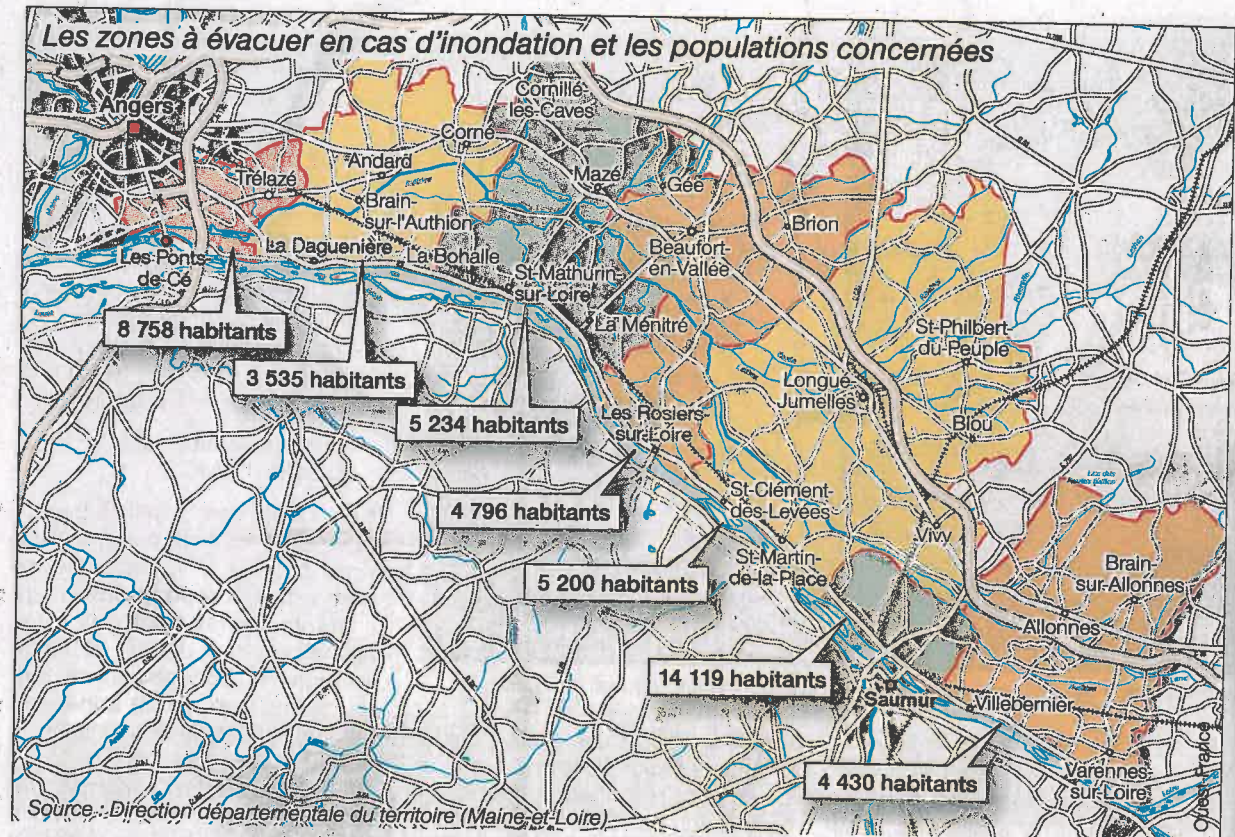 Les zones à évacuer en cas d'inondation et les populations concernées
Angers
Cornillé-
les-Caves
Corné
Andard
Trélazé
Mazé
Gée
Brain-
sur-l'Authion
Brion
Beaufort-
en-Vallée
La Daguenière
La Bohalle
Les Ponts-
de-Cé
St-Mathurin-
sur-Loire
La Ménitré
8 758 habitants
St-Philbert-
du-Peuple
3 535 habitants
Longué-
Jumelles
5 234 habitants
Les Rosiers-
sur-Loire
Blou
4 796 habitants
St-Clément-
des-Levées
Vivy
St-Martin-
de-la-Place
5 200 habitants
Brain-
sur-Allonnes
Allonnes
14 119 habitants
Saumur
Villebernier
4 430 habitants
Varennes-
sur-Loire
Ouest-France
Source : Direction départementale du territoire (Maine-et-Loire)